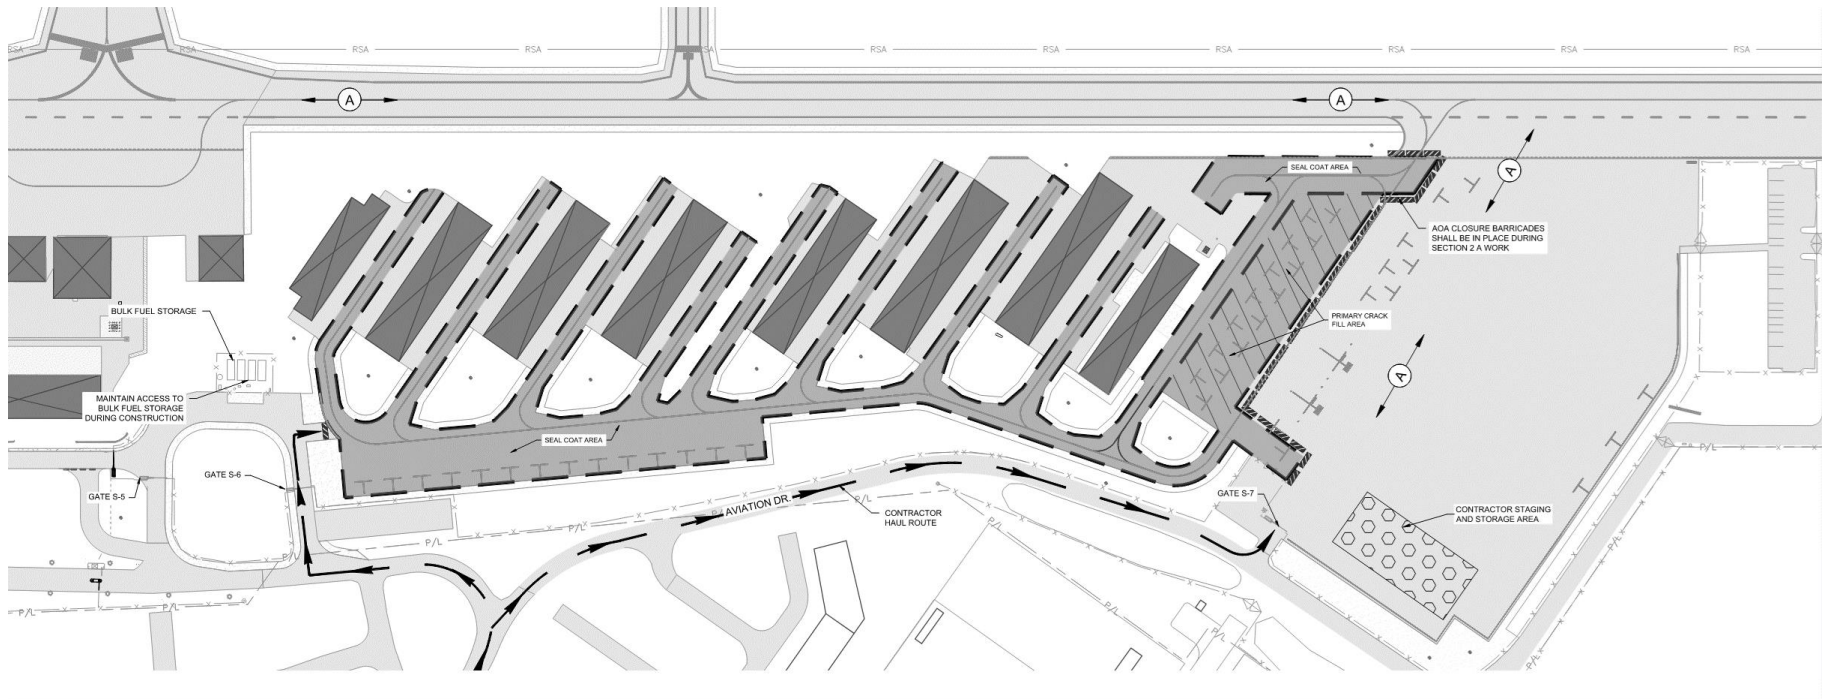 RSA
RSA
RSA
RSA
SA
RSA
RSA
RSA
RSA
RSA
RSA
A
A
SEAL COAT AREA
A
AOA CLOSURE BARRICADES
SHALL BE IN PLACE DURING
SECTION 2 A WORK
BULK FUEL STORAGE
PRIMARY CRACK
FILL AREA
A
MAINTAIN ACCESS TO
BULK FUEL STORAGE
DURING CONSTRUCTION
SEAL COAT AREA
P/L
GATE S-6
GATE S-5
GATE S-7
AVIATION DR.
CONTRACTOR
HAUL ROUTE
CONTRACTOR STAGING
AND STORAGE AREA
P/L
P/L
P/L
P/L
P/L
P/L
P/L
P/L
P/L
P/L
P/L